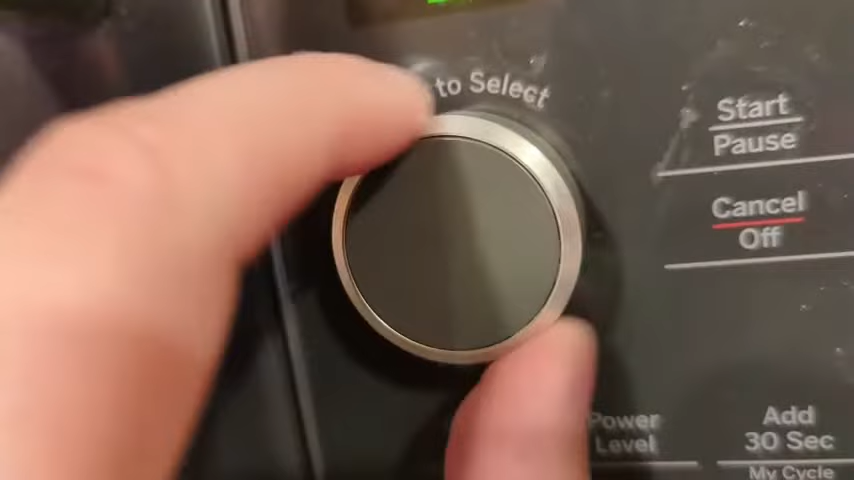 to Select
Start
Pause
Cancel
Off
Power
Level
Add
30 Sec
My Cycle